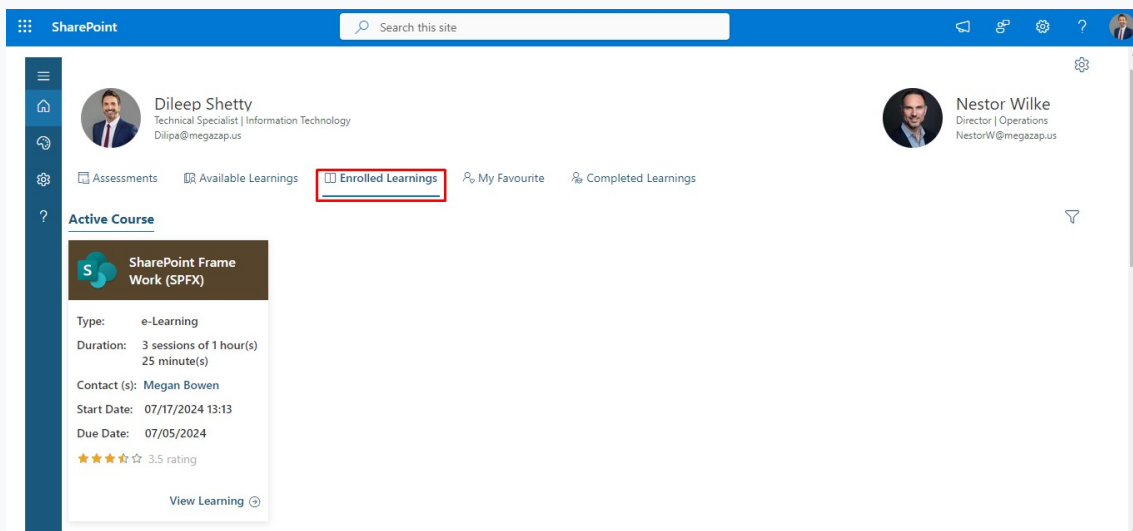 SharePoint
Search this site
?
Dileep Shetty
Technical Specialist | Information Technology
Dilipa@megazap.us
Nestor Wilke
Director | Operations
NestorW@megazap.us
Assessments Available Learnings Enrolled Learnings My Favourite Completed Learnings
?
Active Course
S
SharePoint Frame
Work (SPFX)
Type: e-Learning
Duration: 3 sessions of 1 hour(s)
25 minute(s)
Contact (s): Megan Bowen
Start Date: 07/17/2024 13:13
Due Date: 07/05/2024
3.5 rating
View Learning